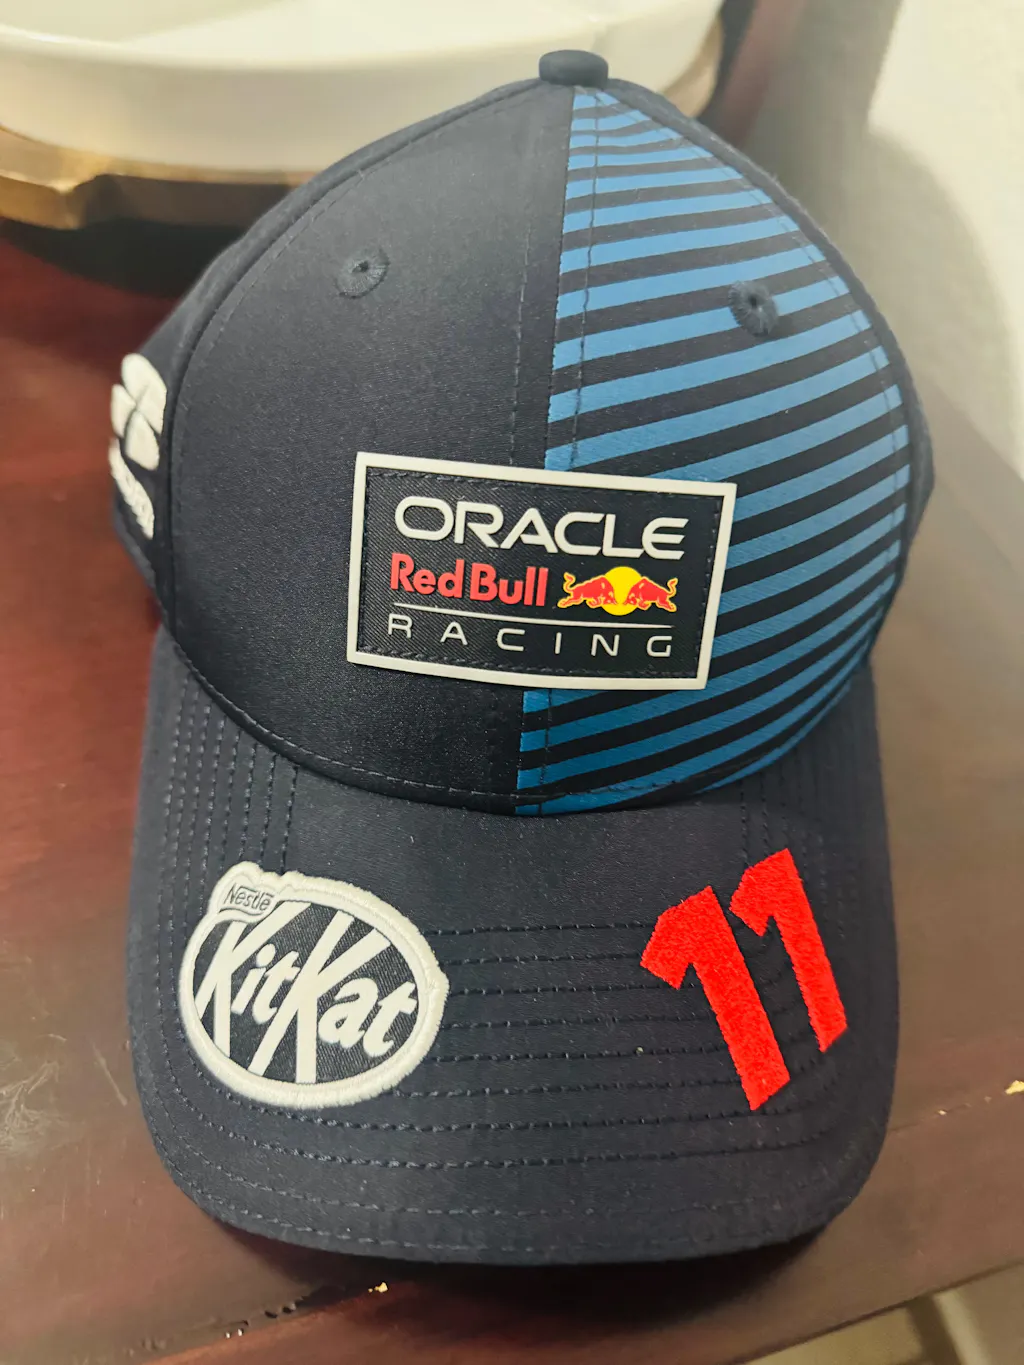 ORACLE
Red Bull
RACING
Nestlé
KitKat
11